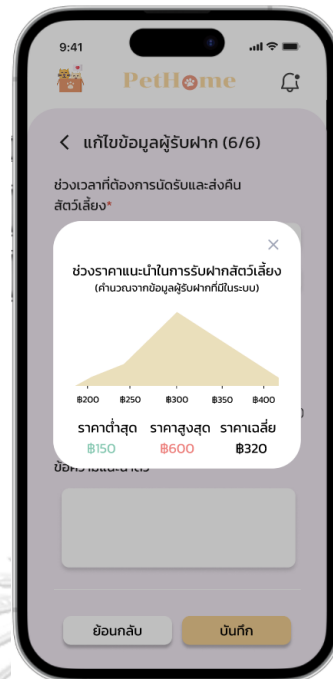 9:41
PetHome
แก้ไขข้อมูลผู้รับฝาก (6/6)
ช่วงเวลาที่ต้องการนัดรับและส่งคืน
สัตว์เลี้ยง*
ช่วงราคาแนะนำในการรับฝากสัตว์เลี้ยง
(คำนวณจากข้อมูลผู้รับฝากที่มีในระบบ)
฿200 ฿250 ฿300 ฿350 ฿400
ราคาต่ำสุด ราคาสูงสุด ราคาเฉลี่ย
฿150 ฿600 ฿320
ย้อนกลับ บันทึก